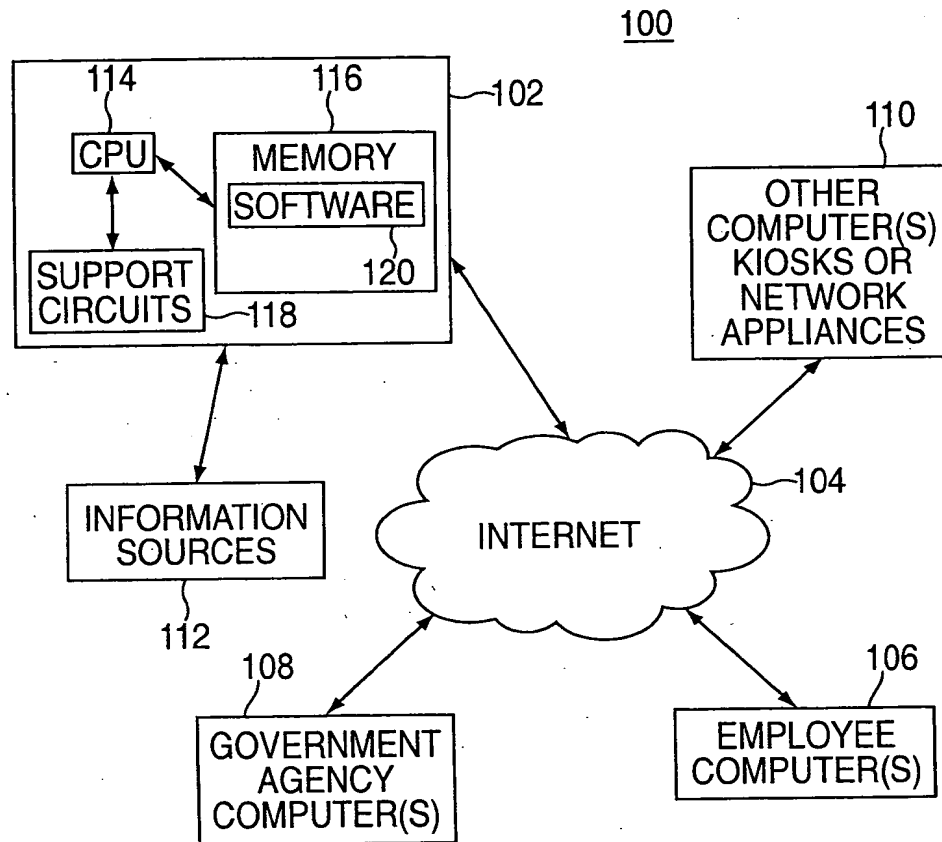 100
114
116
102
110
CPU
MEMORY
SOFTWARE
120
SUPPORT
CIRCUITS
118
OTHER
COMPUTER(S)
KIOSKS OR
NETWORK
APPLIANCES
104
INTERNET
INFORMATION
SOURCES
112
108
106
GOVERNMENT
AGENCY
COMPUTER(S)
EMPLOYEE
COMPUTER(S)